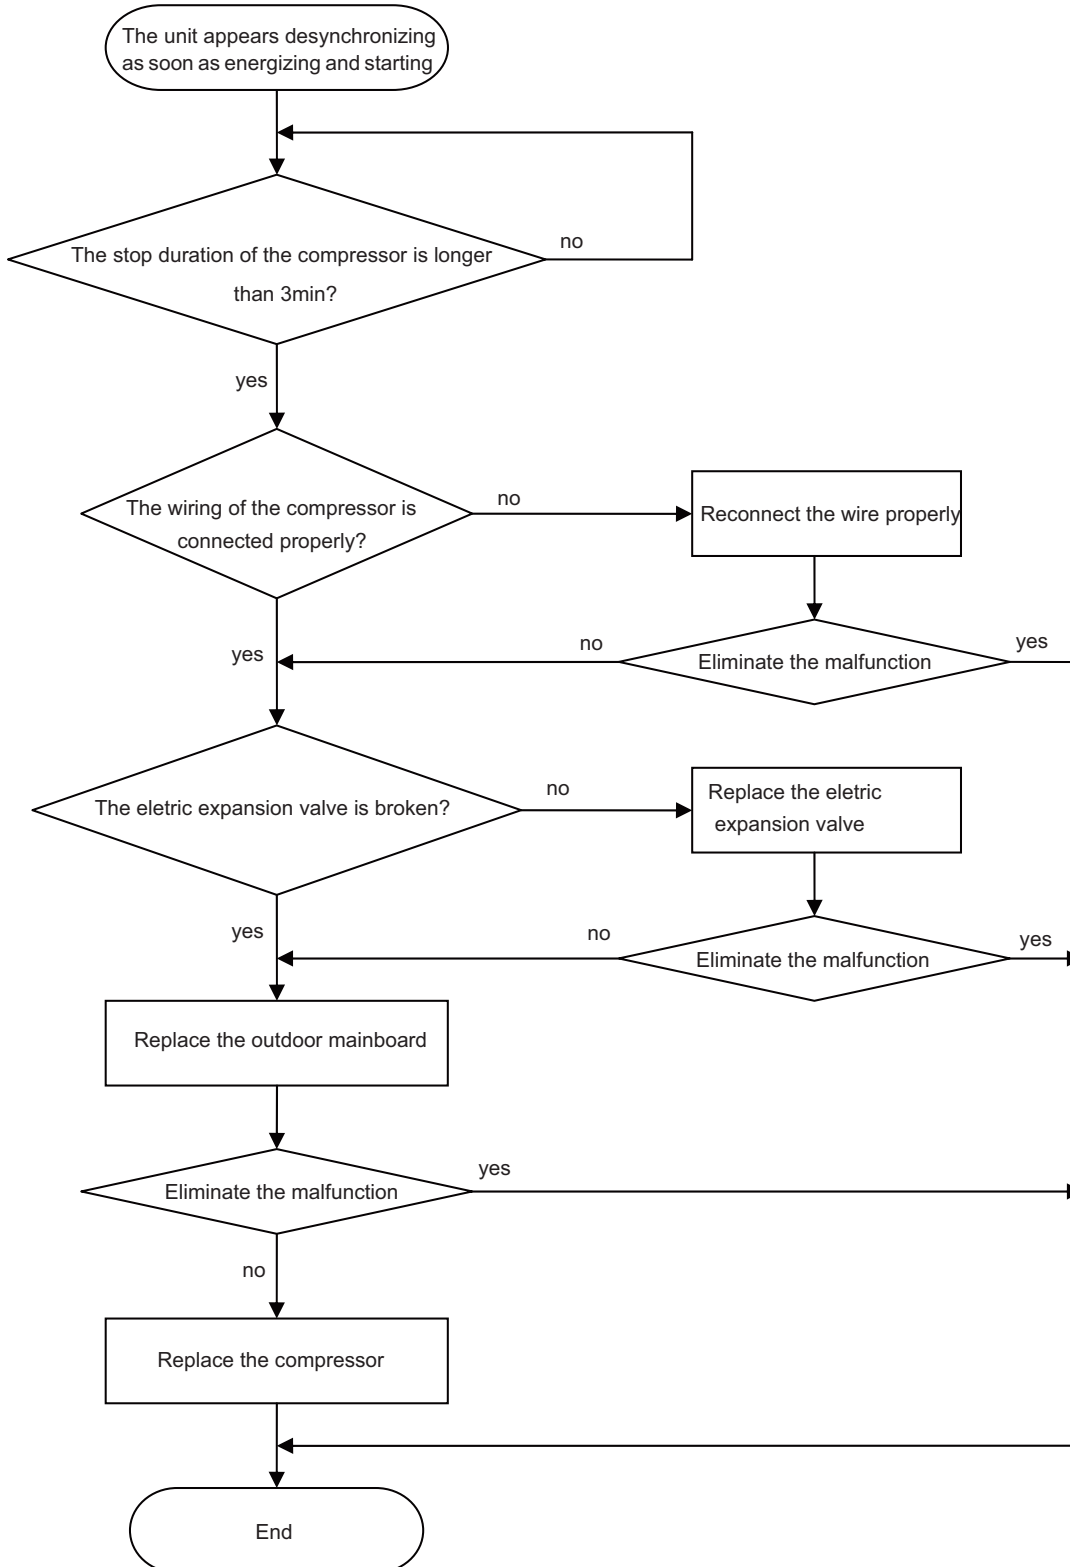 The unit appears desynchronizing
as soon as energizing and starting
no
The stop duration of the compressor is longer
than 3min?
yes
no
The wiring of the compressor is
connected properly?
Reconnect the wire properly
no
yes
yes
Eliminate the malfunction
no
The eletric expansion valve is broken?
Replace the eletric
expansion valve
yes
no
yes
Eliminate the malfunction
Replace the outdoor mainboard
yes
Eliminate the malfunction
no
Replace the compressor
End